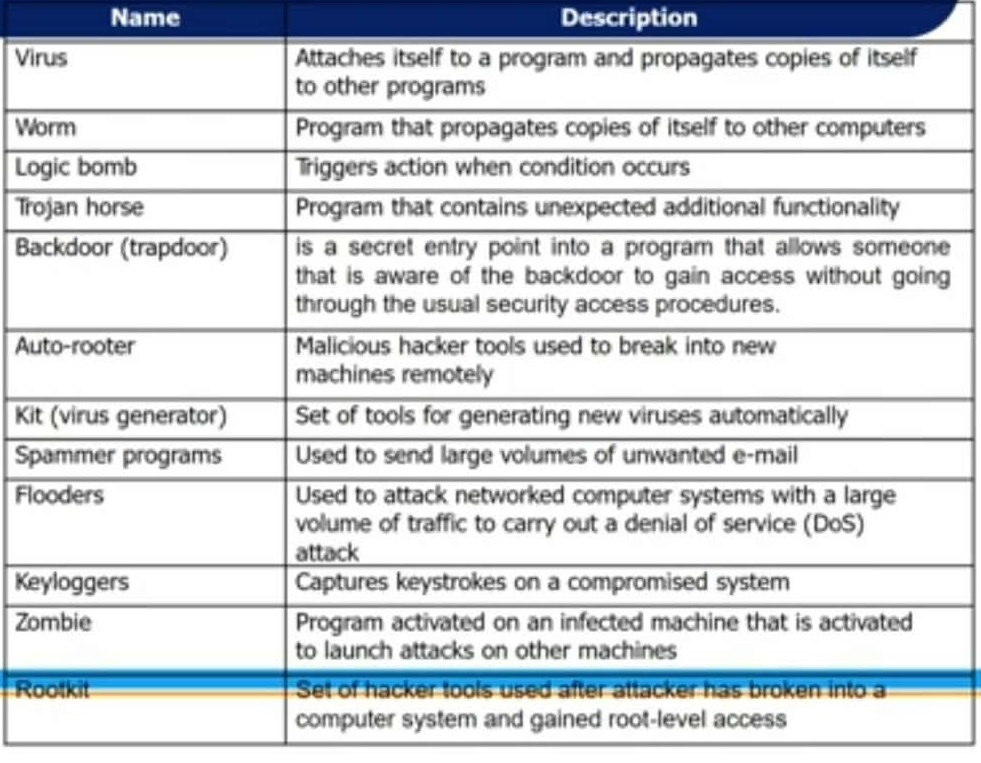 Name Description
Virus Attaches itself to a program and propagates copies of itself
to other programs
Worm Program that propagates copies of itself to other computers
Logic bomb Triggers action when condition occurs
Trojan horse Program that contains unexpected additional functionality
Backdoor (trapdoor) is a secret entry point into a program that allows someone
that is aware of the backdoor to gain access without going
through the usual security access procedures.
Auto-rooter Malicious hacker tools used to break into new
machines remotely
Kit (virus generator) Set of tools for generating new viruses automatically
Spammer programs Used to send large volumes of unwanted e-mail
Flooders Used to attack networked computer systems with a large
volume of traffic to carry out a denial of service (DoS)
attack
Keyloggers Captures keystrokes on a compromised system
Zombie Program activated on an infected machine that is activated
to launch attacks on other machines
Rootkit Set of hacker tools used after attacker has broken into a
computer system and gained root-level access